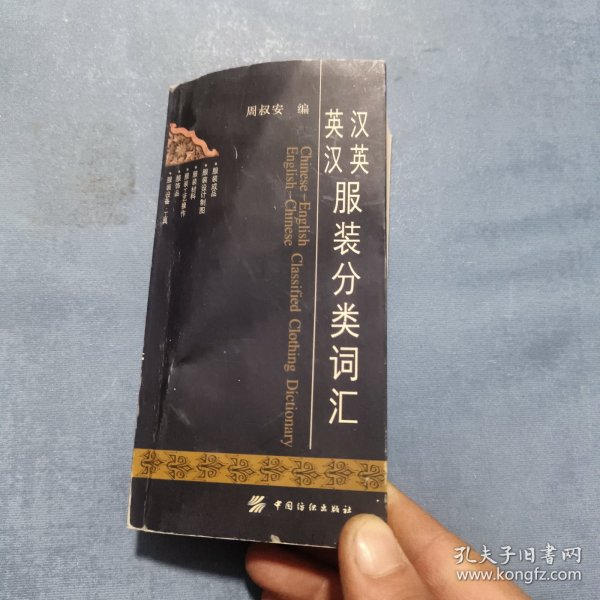 周叔安 编
汉英
英汉
服装分类词汇
Chinese-English
English-Chinese
Classified Clothing Dictionary
·服装成品
·服装设计制图
·服装材料
·服装工艺操作
·服饰品
·服装设备·工具
中国纺织出版社
孔夫子旧书网
www.kongfz.com